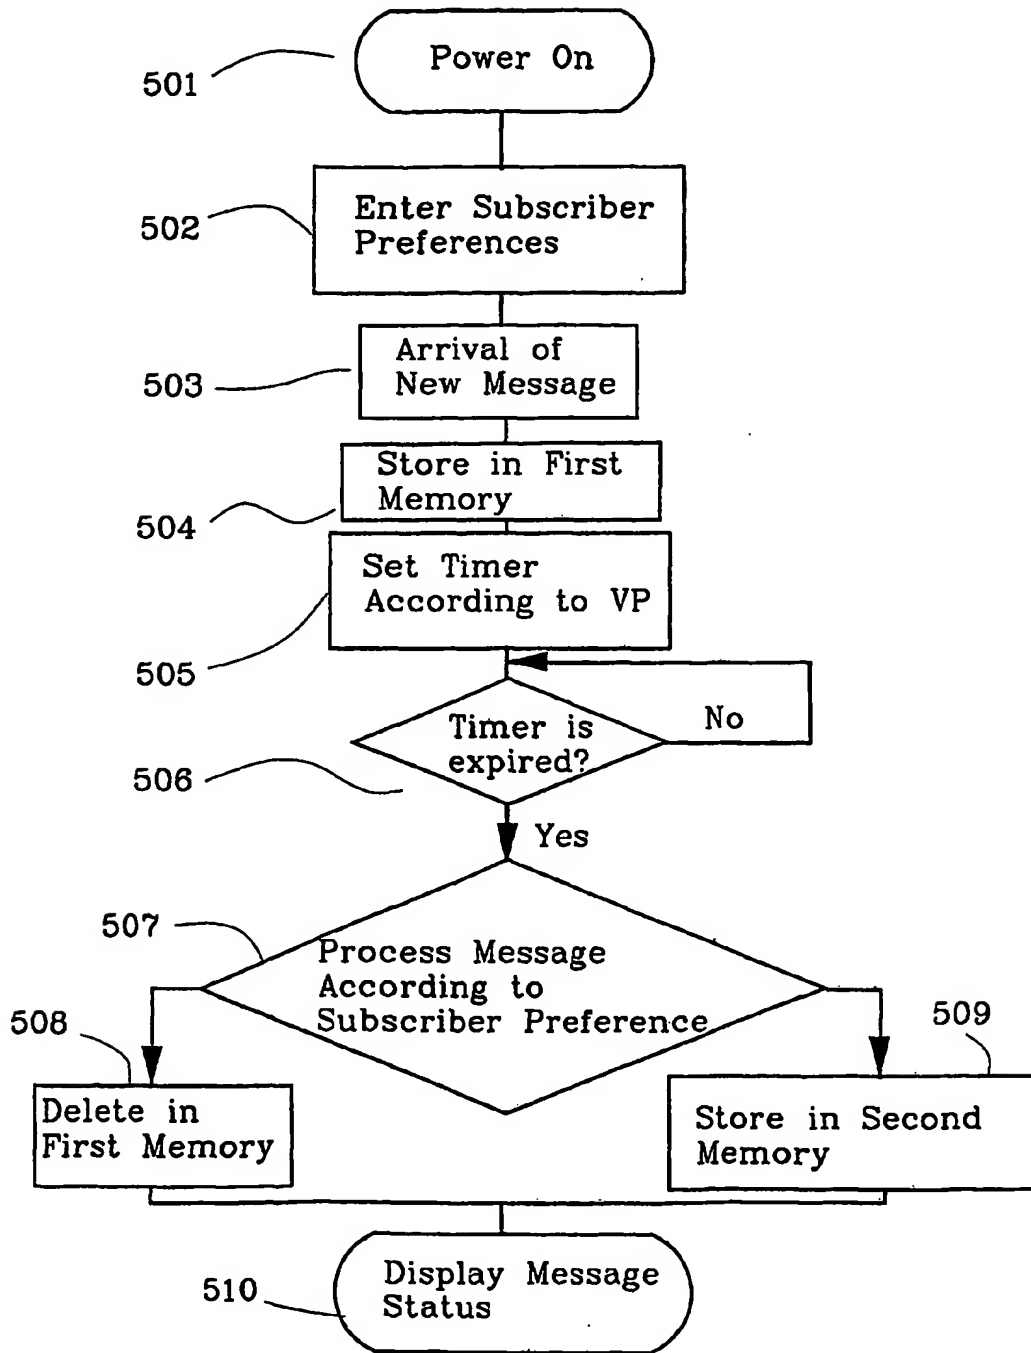 501
Power On
502
Enter Subscriber
Preferences
503
Arrival of
New Message
504
Store in First
Memory
505
Set Timer
According to VP
506
Timer is
expired?
No
Yes
507
Process Message
According to
Subscriber Preference
508
Delete in
First Memory
509
Store in Second
Memory
510
Display Message
Status